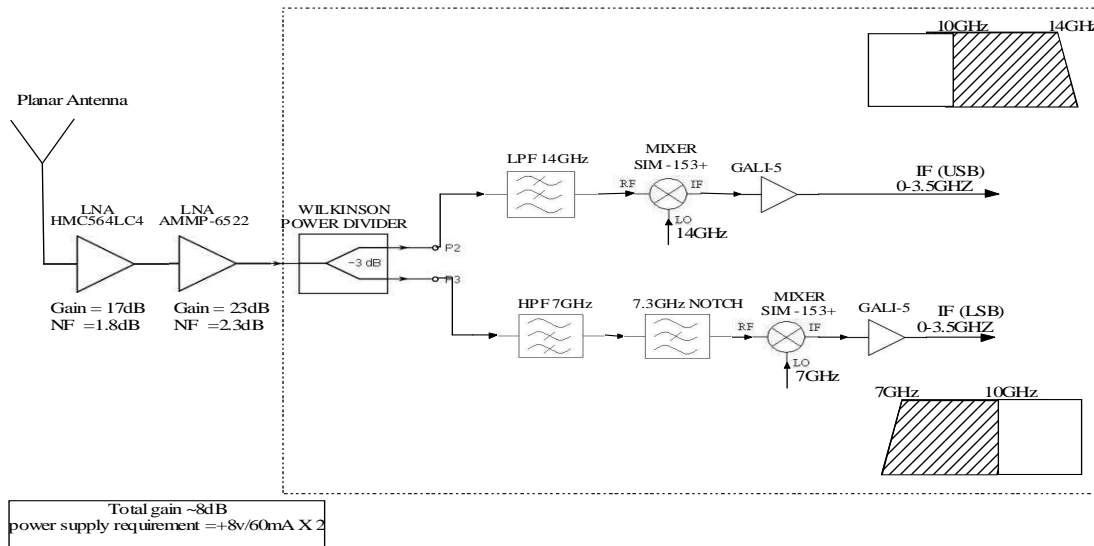 10GHz
14GHz
Planar Antenna
LPF 14GHz
MIXER
SIM -153+
GALI-5
RF
IF
IF (USB)
0-3.5GHZ
LO
14GHz
LNA
HMC564LC4
LNA
AMMP-6522
WILKINSON
POWER DIVIDER
-3 dB
P2
P3
Gain = 17dB
NF =1.8dB
Gain = 23dB
NF =2.3dB
HPF 7GHz
7.3GHz NOTCH
MIXER
SIM -153+
GALI-5
RF
IF
IF (LSB)
0-3.5GHZ
LO
7GHz
7GHz
10GHz
Total gain ~8dB
power supply requirement =+8v/60mA X 2